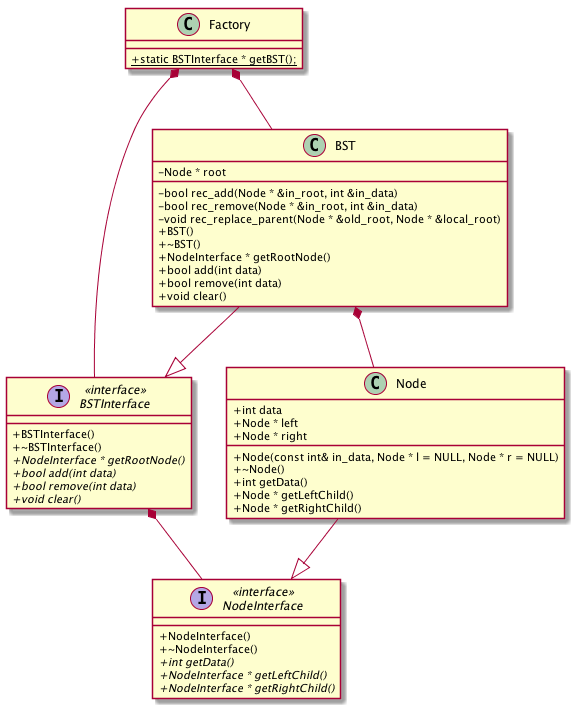 C Factory
+static BSTInterface * getBST();
C BST
-Node * root
-bool rec_add(Node * &in_root, int &in_data)
-bool rec_remove(Node * &in_root, int &in_data)
-void rec_replace_parent(Node * &old_root, Node * &local_root)
+BST()
+~BST()
+NodeInterface * getRootNode()
+bool add(int data)
+bool remove(int data)
+void clear()
I «interface»
BSTInterface
+BSTInterface()
+~BSTInterface()
+NodeInterface * getRootNode()
+bool add(int data)
+bool remove(int data)
+void clear()
C Node
+int data
+Node * left
+Node * right
+Node(const int& in_data, Node * l = NULL, Node * r = NULL)
+~Node()
+int getData()
+Node * getLeftChild()
+Node * getRightChild()
I «interface»
NodeInterface
+NodeInterface()
+~NodeInterface()
+int getData()
+NodeInterface * getLeftChild()
+NodeInterface * getRightChild()